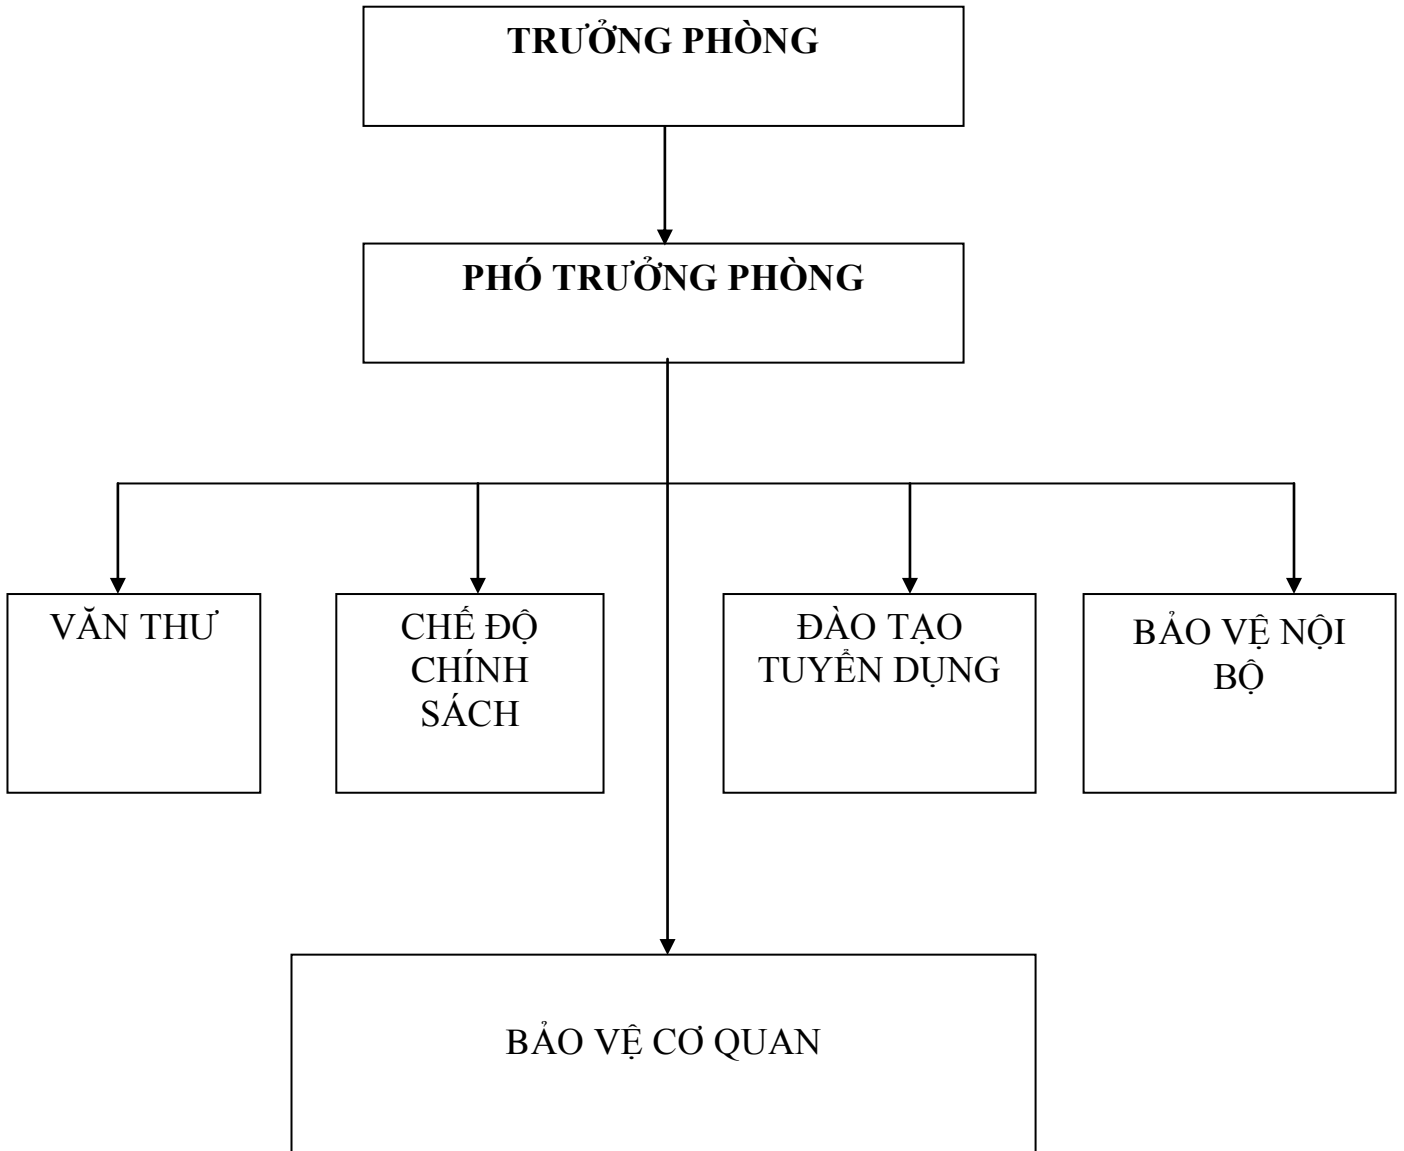 TRƯỞNG PHÒNG
PHÓ TRƯỞNG PHÒNG
VĂN THƯ
CHẾ ĐỘ
CHÍNH
SÁCH
ĐÀO TẠO
TUYỂN DỤNG
BẢO VỆ NỘI
BỘ
BẢO VỆ CƠ QUAN